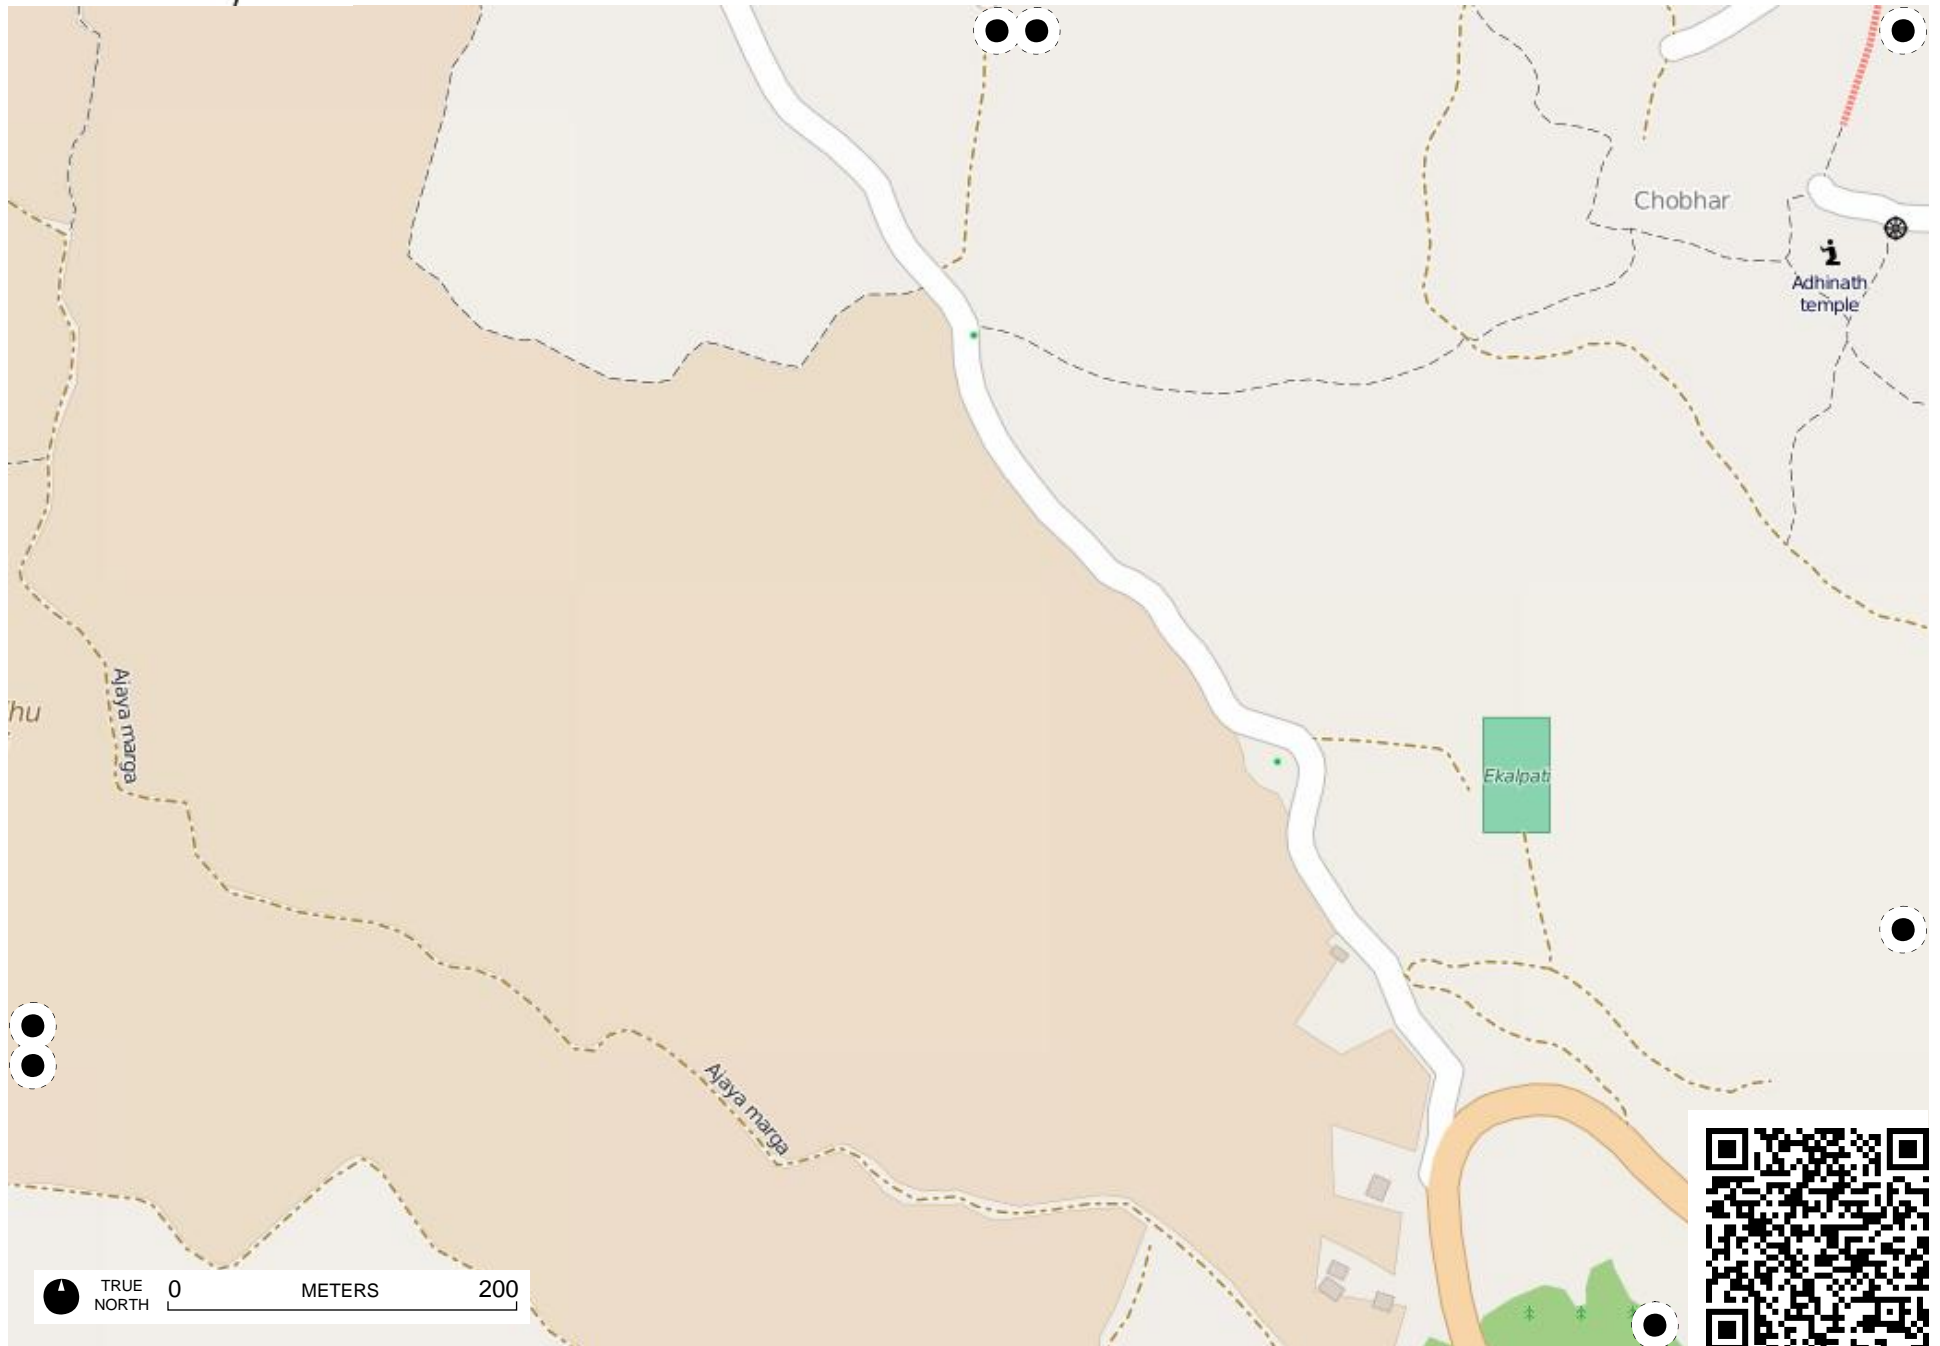 Chobhar
Adhinath
temple
Ajaya marga
Ekalpati
Ajaya marga
TRUE
NORTH
0
METERS
200